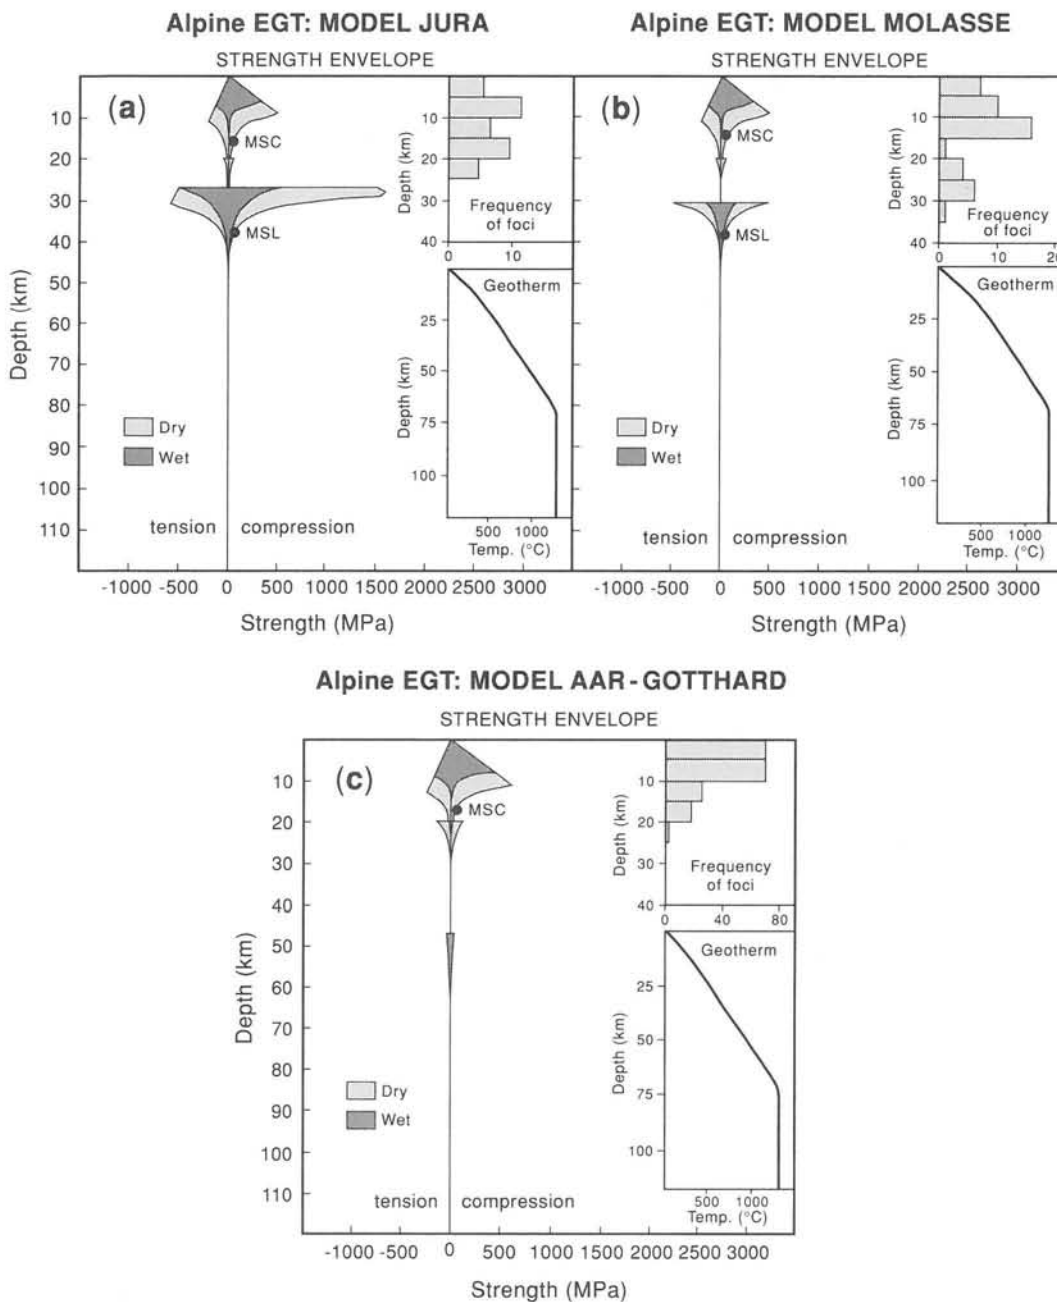 Alpine EGT: MODEL JURA
STRENGTH ENVELOPE
(a)
MSC
MSL
10
20
30
40
50
60
70
80
90
100
110
Depth (km)
Dry
Wet
tension
compression
-1000 -500 0 500 1000 1500 2000 2500 3000
Strength (MPa)
10
20
30
40
Depth (km)
Frequency
of foci
0 10
Geotherm
25
50
75
100
Depth (km)
500 1000
Temp. (°C)
Alpine EGT: MODEL MOLASSE
STRENGTH ENVELOPE
(b)
MSC
MSL
Dry
Wet
tension
compression
-1000 -500 0 500 1000 1500 2000 2500 3000
Strength (MPa)
10
20
30
40
Depth (km)
Frequency
of foci
0 10 20
Geotherm
25
50
75
100
Depth (km)
500 1000
Temp. (°C)
Alpine EGT: MODEL AAR-GOTTHARD
STRENGTH ENVELOPE
(c)
MSC
10
20
30
40
50
60
70
80
90
100
110
Depth (km)
Dry
Wet
tension
compression
-1000 -500 0 500 1000 1500 2000 2500 3000
Strength (MPa)
10
20
30
40
Depth (km)
Frequency
of foci
0 40 80
Geotherm
25
50
75
100
Depth (km)
500 1000
Temp. (°C)